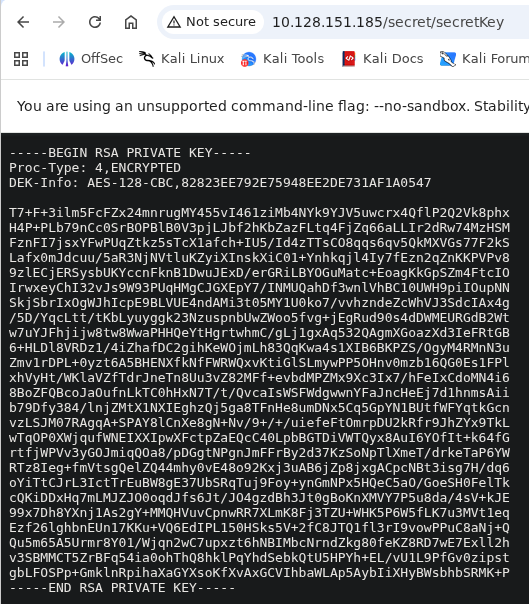 Not secure 10.128.151.185/secret/secretKey
OffSec Kali Linux Kali Tools Kali Docs Kali Forum
You are using an unsupported command-line flag: --no-sandbox. Stability
-----BEGIN RSA PRIVATE KEY-----
Proc-Type: 4,ENCRYPTED
DEK-Info: AES-128-CBC,82823EE792E75948EE2DE731AF1A0547

T7+F+3ilm5FcFZx24mnrugMY455vI461ziMb4NYk9YJV5uwcrx4QflP2Q2Vk8phx
H4P+PLb79nCc0SrBOPBlB0V3pjLJbf2hKbZazFLtq4FjZq66aLLIr2dRw74MzHSM
FznFI7jsxYFwPUqZtkz5sTcX1afch+IU5/Id4zTTsCO8qqs6qv5QkMXVGs77F2kS
Lafx0mJdcuu/5aR3NjNVtluKZyiXInskXiC01+Ynhkqjl4Iy7fEzn2qZnKKPVPv8
9zlECjERSysbUKYccnFknB1DwuJExD/erGRiLBYOGuMatc+EoagKkGpSZm4FtcIO
IrwxeyChI32vJs9W93PUqHMgCJGXEpY7/INMUQahDf3wnlVhBC10UWH9piIOupNN
SkjSbrIxOgWJhIcpE9BLVUE4ndAMi3t05MY1U0ko7/vvhzndeZcWhVJ3SdcIAx4g
/5D/YqcLtt/tKbLyuyggk23NzuspnbUwZWoo5fvg+jEgRud90s4dDWMEURGdB2Wt
w7uYJFhjijw8tw8WwaPHHQeYtHgrtwhmC/gLj1gxAq532QAgmXGoazXd3IeFRtGB
6+HLDl8VRDz1/4iZhafDC2gihKeWOjmLh83QqKwa4s1XIB6BKPZS/OgyM4RMnN3u
Zmv1rDPL+0yzt6A5BHENXfkNfFWRWQxvKtiGlSLmywPP5OHnv0mzb16QG0Es1FPl
xhVyHt/WKlaVZfTdrJneTn8Uu3vZ82MFf+evbdMPZMx9Xc3Ix7/hFeIxCdoMN4i6
8BoZFQBcoJaOufnLkTC0hHxN7T/t/QvcaIsWSFWdgwwnYFaJncHeEj7d1hnmsAii
b79Dfy384/lnjZMtX1NXIEghzQj5ga8TFnHe8umDNx5Cq5GpYN1BUtfWFYqtkGcn
vzLSJM07RAgqA+SPAY8lCnXe8gN+Nv/9+/+/uiefeFtOmrpDU2kRfr9JhZYx9TkL
wTqOP0XWjqufWNEIXXIpwXFctpZaEQcC40LpbBGTDiVWTQyx8AuI6YOfIt+k64fG
rtfjWPVv3yGOJmiqQOa8/pDGgtNPgnJmFFrBy2d37KzSoNpTlXmeT/drkeTaP6YW
RTz8Ieg+fmVtsgQelZQ44mhy0vE48o92Kxj3uAB6jZp8jxgACpcNBt3isg7H/dq6
oYiTtCJrL3IctTrEuBW8gE37UbSRqTuj9Foy+ynGmNPx5HQeC5aO/GoeSH0FelTk
cQKiDDxHq7mLMJZJO0oqdJfs6Jt/JO4gzdBh3Jt0gBoKnXMVY7P5u8da/4sV+kJE
99x7Dh8YXnj1As2gY+MMQHVuvCpnwRR7XLmK8Fj3TZU+WHK5P6W5fLK7u3MVt1eq
Ezf26lghbnEUn17KKu+VQ6EdIPL150HSks5V+2fC8JTQ1fl3rI9vowPPuC8aNj+Q
Qu5m65A5Urmr8Y01/Wjqn2wC7upxzt6hNBIMbcNrndZkg80feKZ8RD7wE7Exll2h
v3SBMMCT5ZrBFq54ia0ohThQ8hklPqYhdSebkQtU5HPYh+EL/vU1L9PfGv0zipst
gbLFOSPp+GmklnRpihaXaGYXsoKfXvAxGCVIhbaWLAp5AybIiXHyBWsbhbSRMK+P
-----END RSA PRIVATE KEY-----